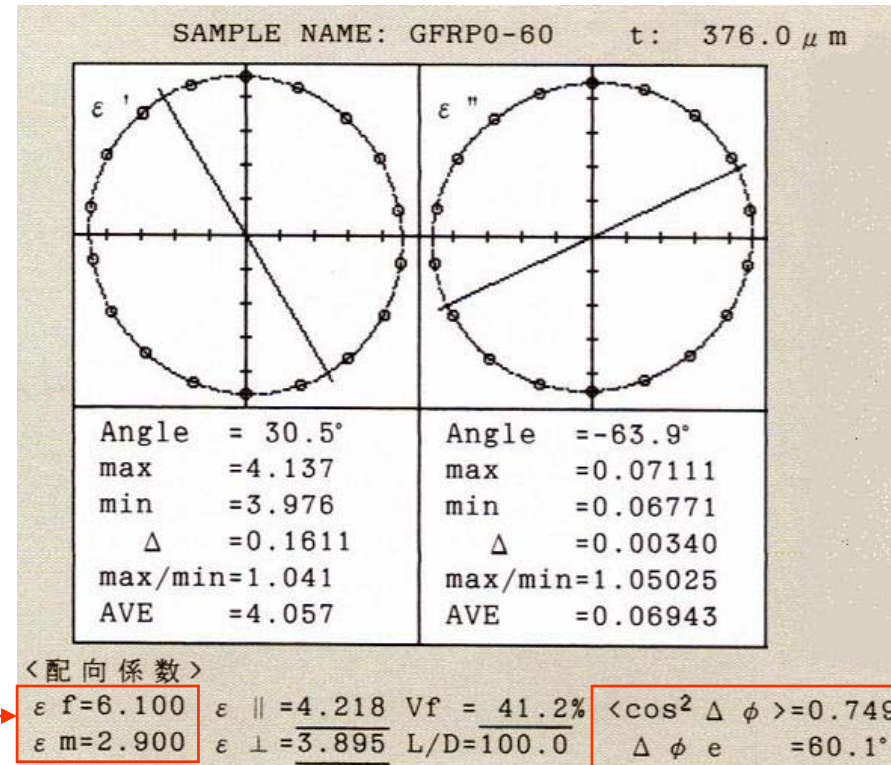 SAMPLE NAME: GFRP0-60 t: 376.0 μm
ε '
ε "
Angle = 30.5°
max =4.137
min =3.976
Δ =0.1611
max/min=1.041
AVE =4.057
Angle =-63.9°
max =0.07111
min =0.06771
Δ =0.00340
max/min=1.05025
AVE =0.06943
<配向係数>
ε f=6.100 ε ∥ =4.218 Vf = 41.2% <cos² Δ φ >=0.749
ε m=2.900 ε ⊥ =3.895 L/D=100.0 Δ φ e =60.1°